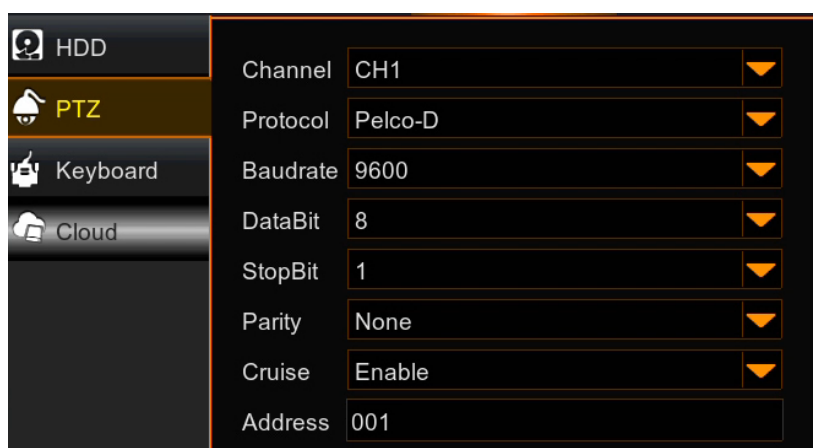 HDD
PTZ
Keyboard
Cloud
Channel CH1
Protocol Pelco-D
Baudrate 9600
DataBit 8
StopBit 1
Parity None
Cruise Enable
Address 001